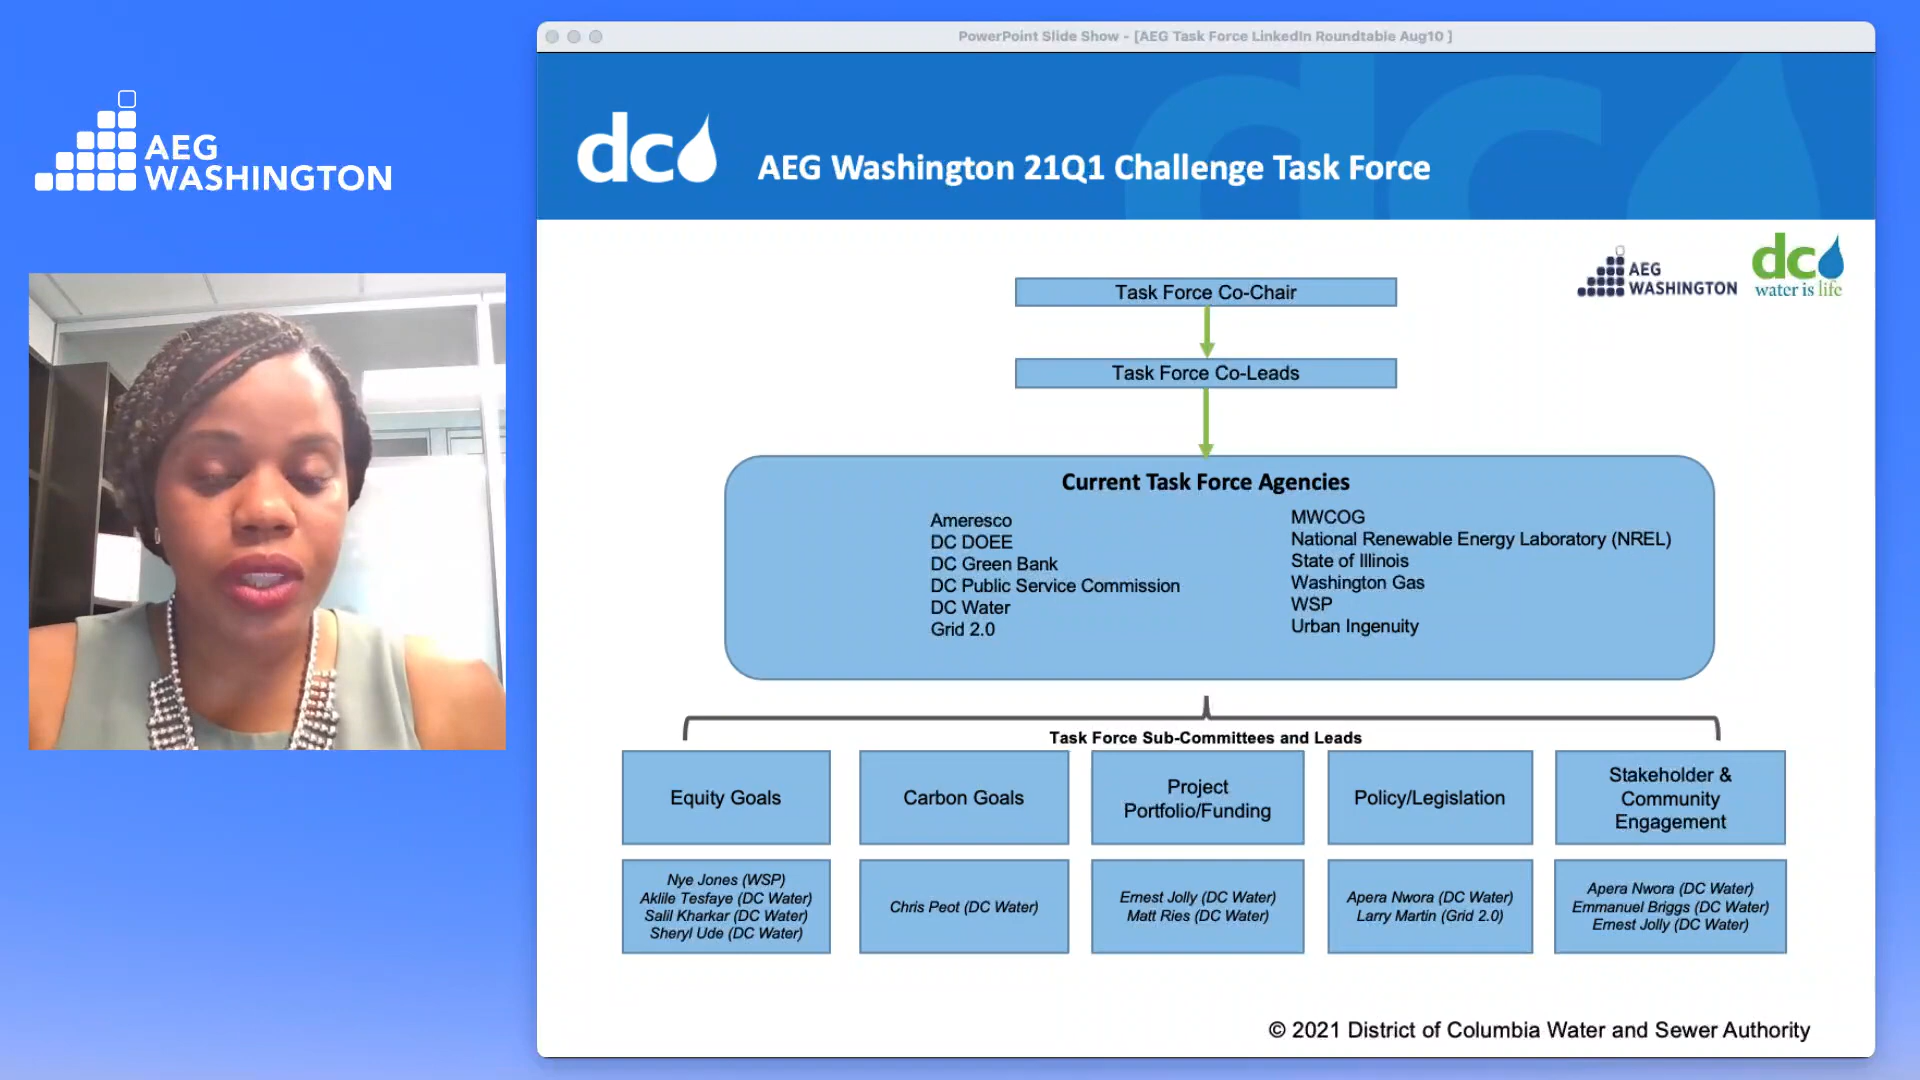 PowerPoint Slide Show - [AEG Task Force LinkedIn Roundtable Aug10 ]
AEG
WASHINGTON
dc
AEG Washington 21Q1 Challenge Task Force
AEG
WASHINGTON
dc
water is life
Task Force Co-Chair
Task Force Co-Leads
Current Task Force Agencies
Ameresco
DC DOEE
DC Green Bank
DC Public Service Commission
DC Water
Grid 2.0
MWCOG
National Renewable Energy Laboratory (NREL)
State of Illinois
Washington Gas
WSP
Urban Ingenuity
Task Force Sub-Committees and Leads
Equity Goals
Carbon Goals
Project
Portfolio/Funding
Policy/Legislation
Stakeholder &
Community
Engagement
Nye Jones (WSP)
Aklile Tesfaye (DC Water)
Salil Kharkar (DC Water)
Sheryl Ude (DC Water)
Chris Peot (DC Water)
Ernest Jolly (DC Water)
Matt Ries (DC Water)
Apera Nwora (DC Water)
Larry Martin (Grid 2.0)
Apera Nwora (DC Water)
Emmanuel Briggs (DC Water)
Ernest Jolly (DC Water)
© 2021 District of Columbia Water and Sewer Authority